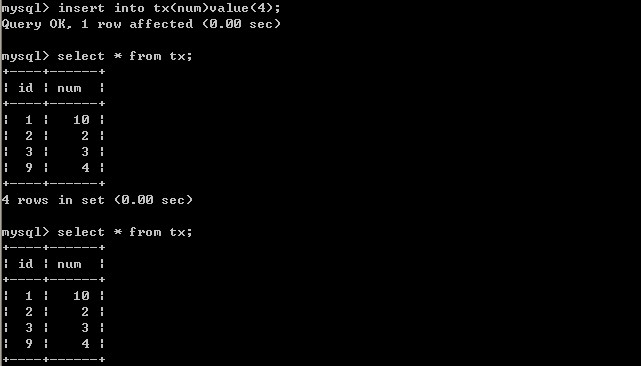 mysql> insert into tx(num)value(4);
Query OK, 1 row affected (0.00 sec)
mysql> select * from tx;
+----+------+
¦ id ¦ num  ¦
+----+------+
¦  1 ¦   10 ¦
¦  2 ¦    2 ¦
¦  3 ¦    3 ¦
¦  9 ¦    4 ¦
+----+------+
4 rows in set (0.00 sec)
mysql> select * from tx;
+----+------+
¦ id ¦ num  ¦
+----+------+
¦  1 ¦   10 ¦
¦  2 ¦    2 ¦
¦  3 ¦    3 ¦
¦  9 ¦    4 ¦
+----+------+